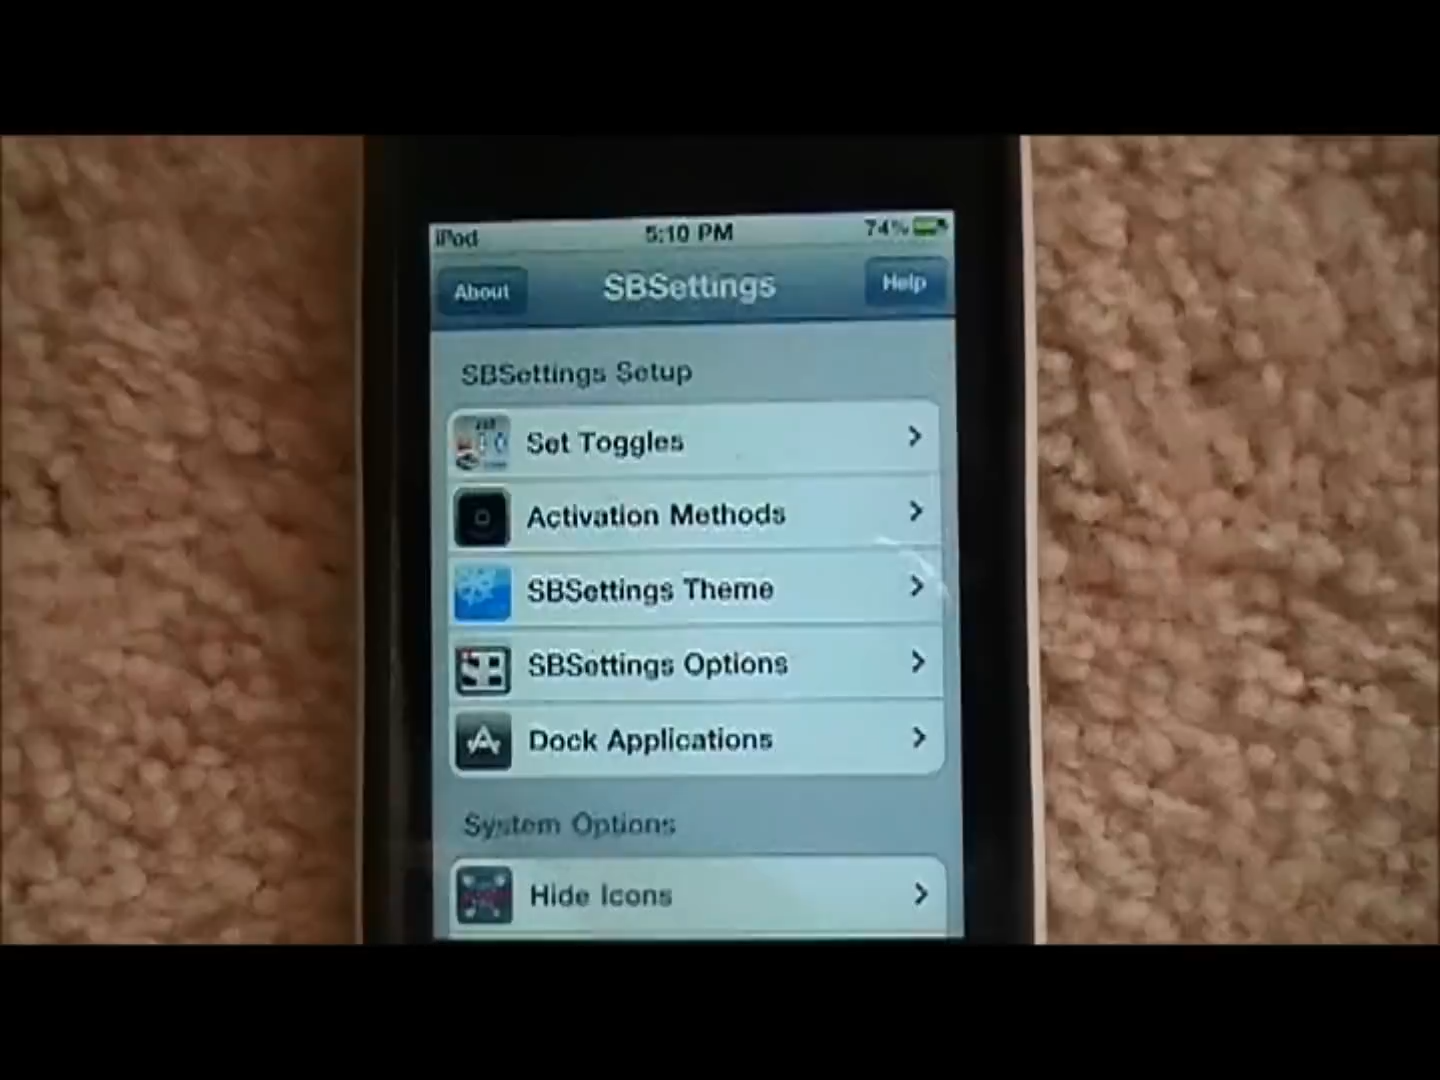 iPod 5:10 PM 74%
About SBSettings Help
SBSettings Setup
Set Toggles
Activation Methods
SBSettings Theme
SBSettings Options
Dock Applications
System Options
Hide Icons